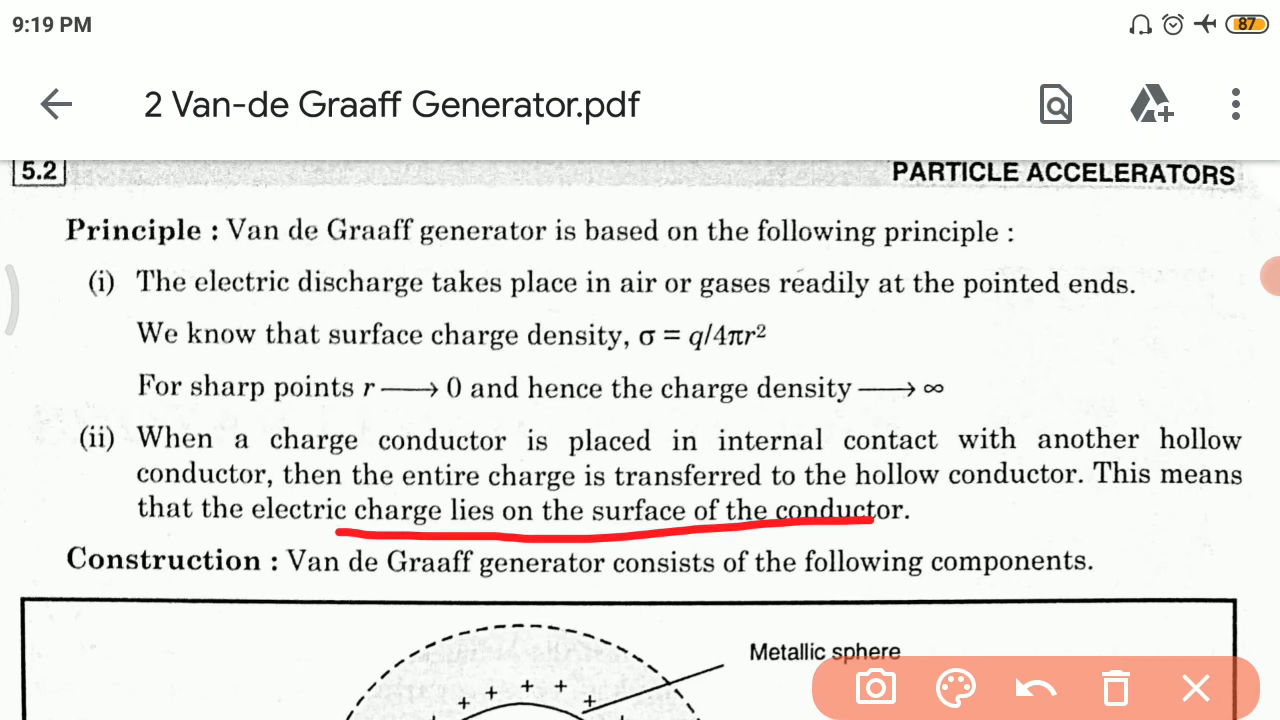 9:19 PM
87
2 Van-de Graaff Generator.pdf
5.2
PARTICLE ACCELERATORS
Principle : Van de Graaff generator is based on the following principle :
(i) The electric discharge takes place in air or gases readily at the pointed ends.
We know that surface charge density, σ = q/4πr²
For sharp points r ⟶ 0 and hence the charge density ⟶ ∞
(ii) When a charge conductor is placed in internal contact with another hollow
conductor, then the entire charge is transferred to the hollow conductor. This means
that the electric charge lies on the surface of the conductor.
Construction : Van de Graaff generator consists of the following components.
Metallic sphere
+ + + + +